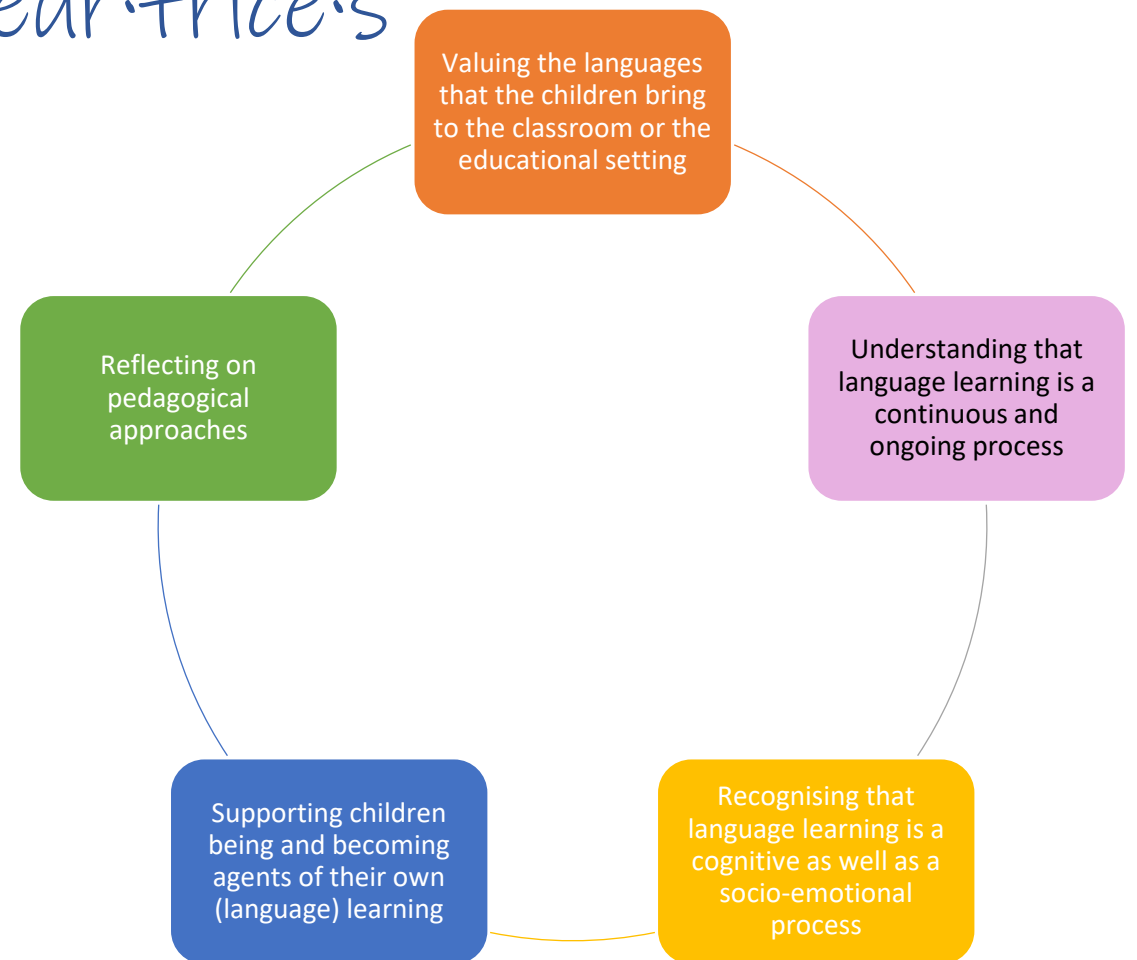 Valuing the languages
that the children bring
to the classroom or the
educational setting
Understanding that
language learning is a
continuous and
ongoing process
Recognising that
language learning is a
cognitive as well as a
socio-emotional
process
Supporting children
being and becoming
agents of their own
(language) learning
Reflecting on
pedagogical
approaches